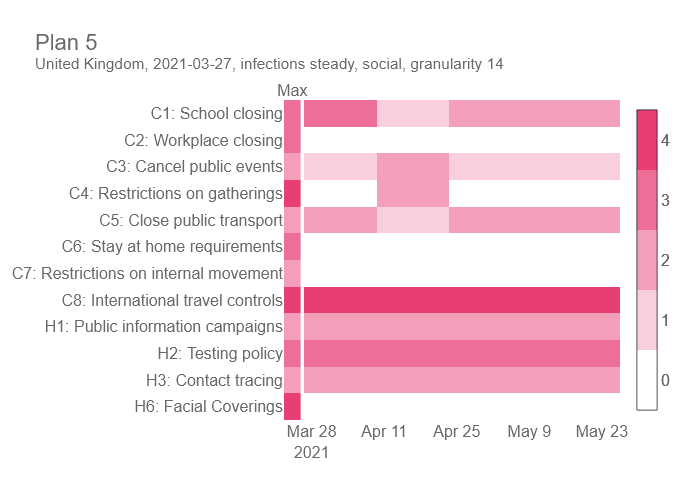 Plan 5
United Kingdom, 2021-03-27, infections steady, social, granularity 14
Max
C1: School closing
C2: Workplace closing
C3: Cancel public events
C4: Restrictions on gatherings
C5: Close public transport
C6: Stay at home requirements
C7: Restrictions on internal movement
C8: International travel controls
H1: Public information campaigns
H2: Testing policy
H3: Contact tracing
H6: Facial Coverings
Mar 28 Apr 11 Apr 25 May 9 May 23
2021
4
3
2
1
0